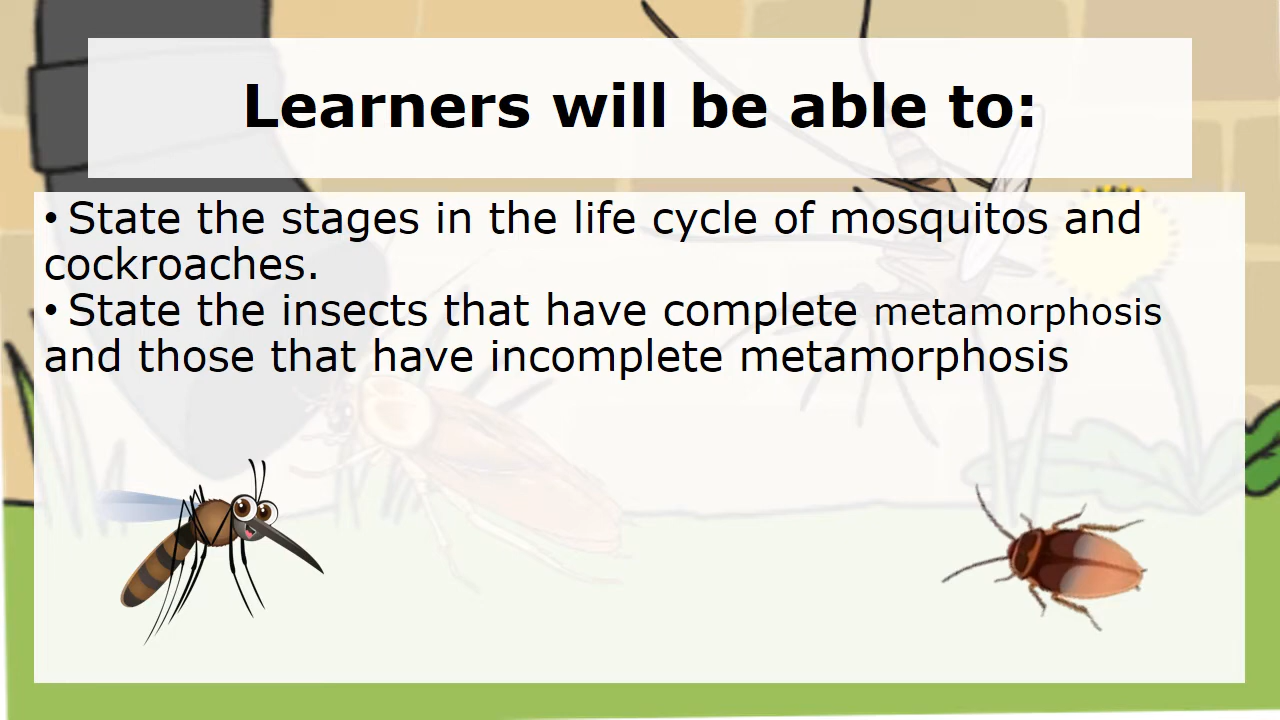 Learners will be able to:
• State the stages in the life cycle of mosquitos and
cockroaches.
• State the insects that have complete metamorphosis
and those that have incomplete metamorphosis